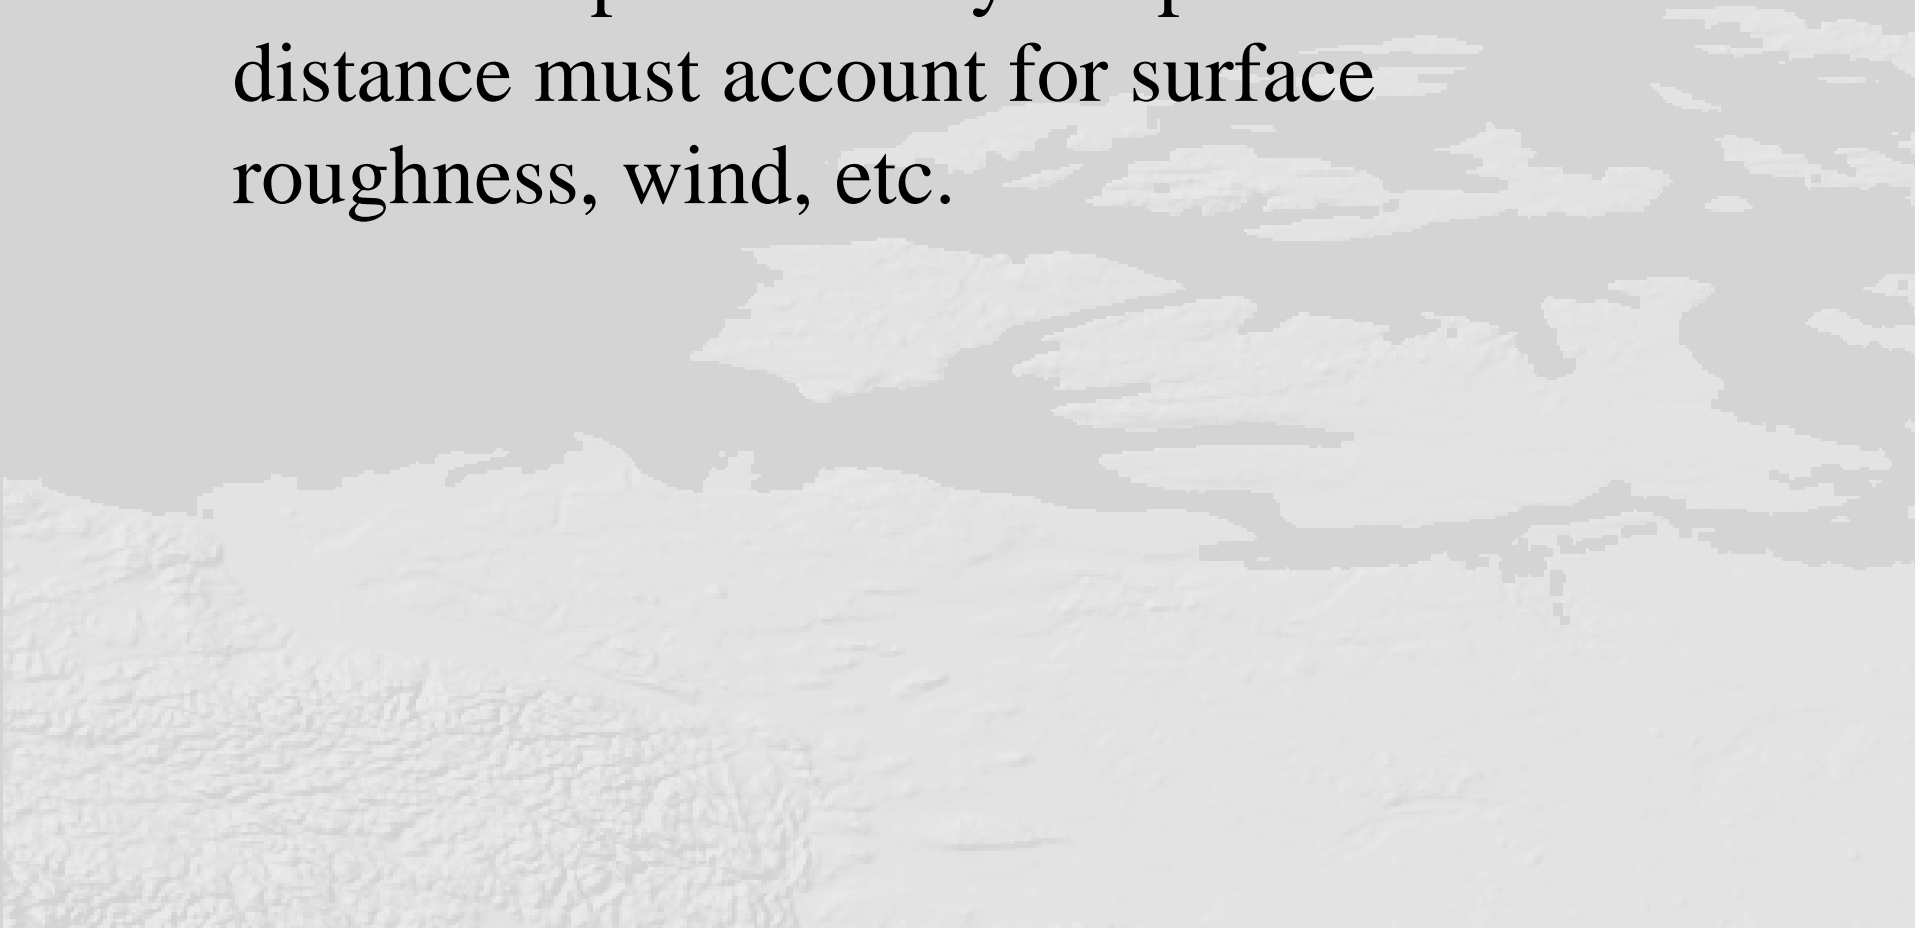 distance must account for surface
roughness, wind, etc.